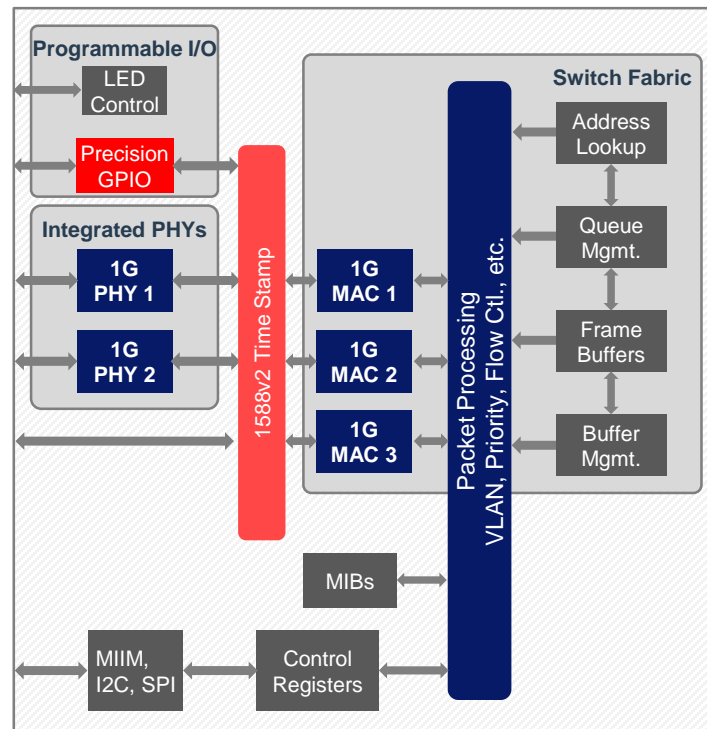 Programmable I/O
LED
Control
Precision
GPIO
Integrated PHYs
1G
PHY 1
1G
PHY 2
1588v2 Time Stamp
Switch Fabric
1G
MAC 1
1G
MAC 2
1G
MAC 3
Packet Processing
VLAN, Priority, Flow Ctl., etc.
Address
Lookup
Queue
Mgmt.
Frame
Buffers
Buffer
Mgmt.
MIBs
MIIM,
I2C, SPI
Control
Registers